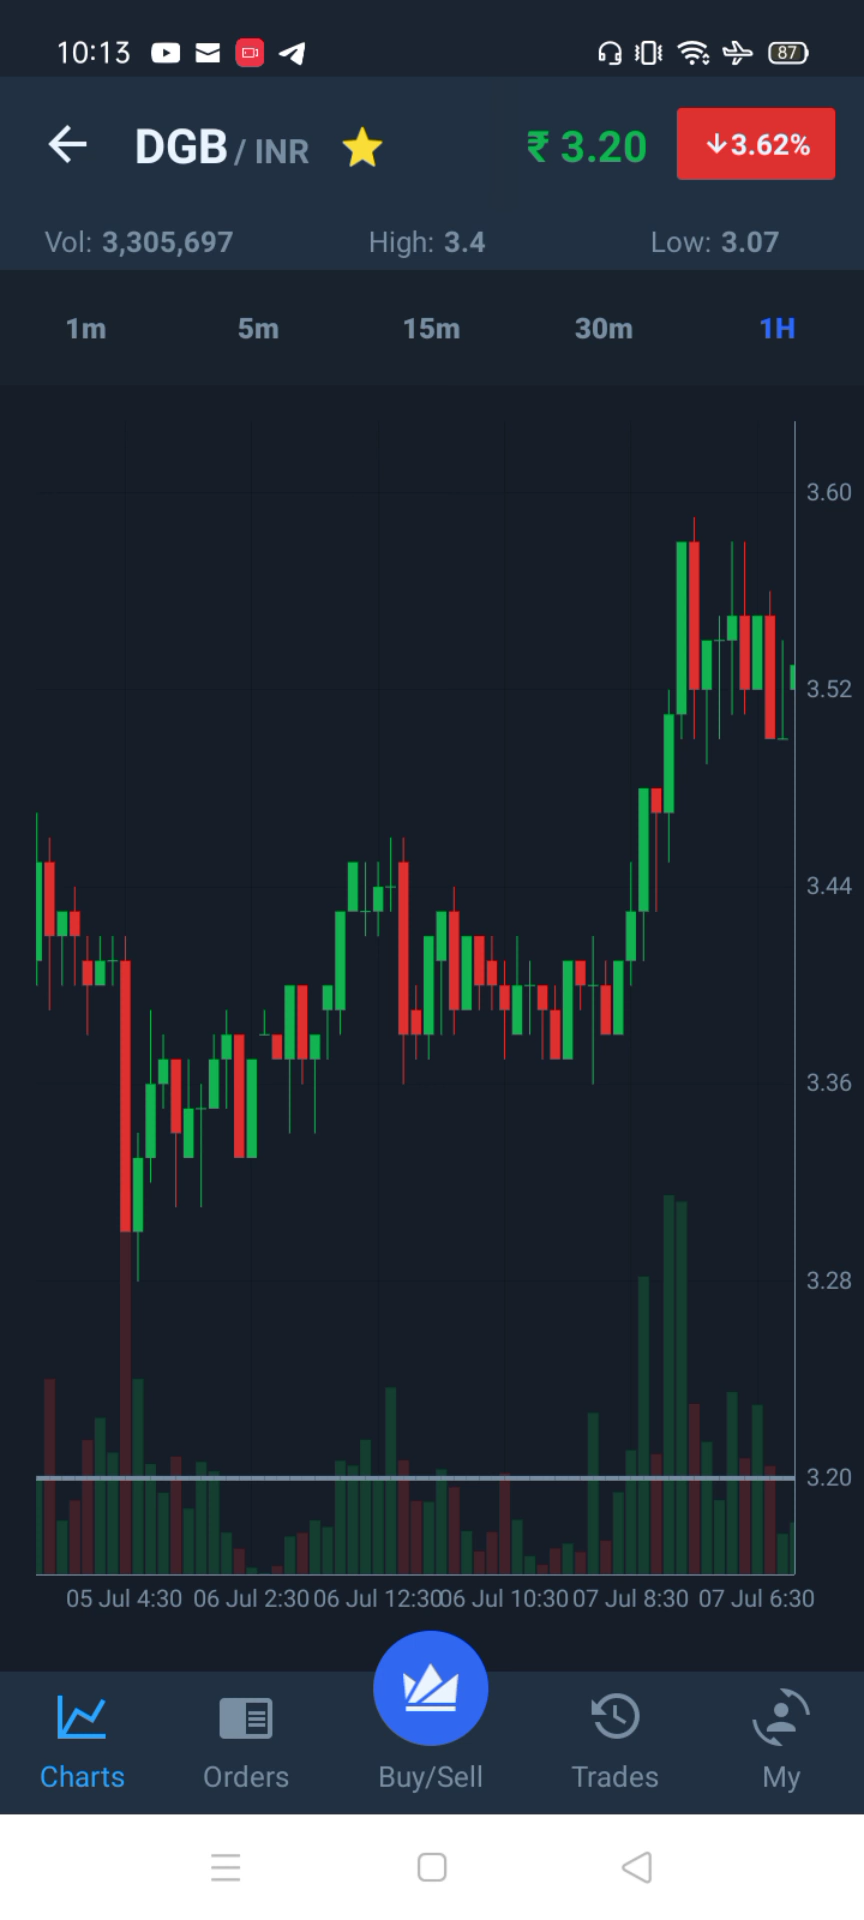 10:13
87
DGB / INR
₹ 3.20
↓3.62%
Vol: 3,305,697 High: 3.4 Low: 3.07
1m 5m 15m 30m 1H
3.60
3.52
3.44
3.36
3.28
3.20
05 Jul 4:30 06 Jul 2:30 06 Jul 12:30 06 Jul 10:30 07 Jul 8:30 07 Jul 6:30
Charts Orders Buy/Sell Trades My